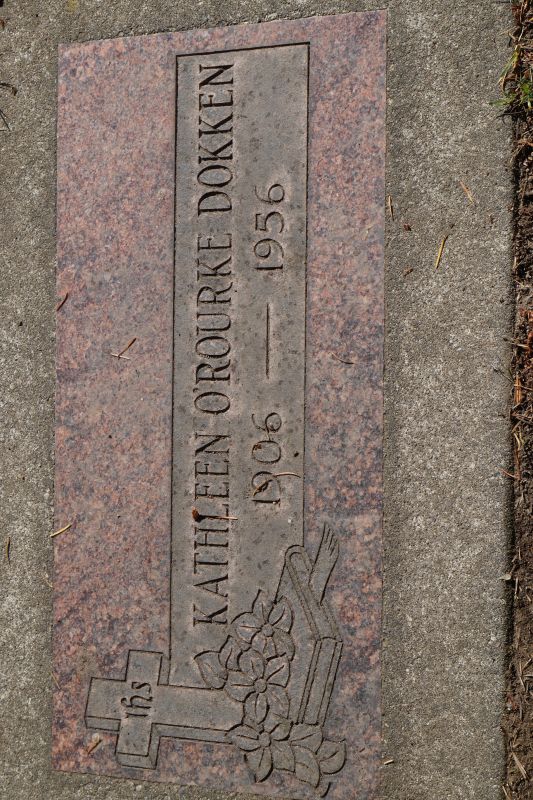 KATHLEEN O'ROURKE DOKKEN
1906 — 1956
ihs